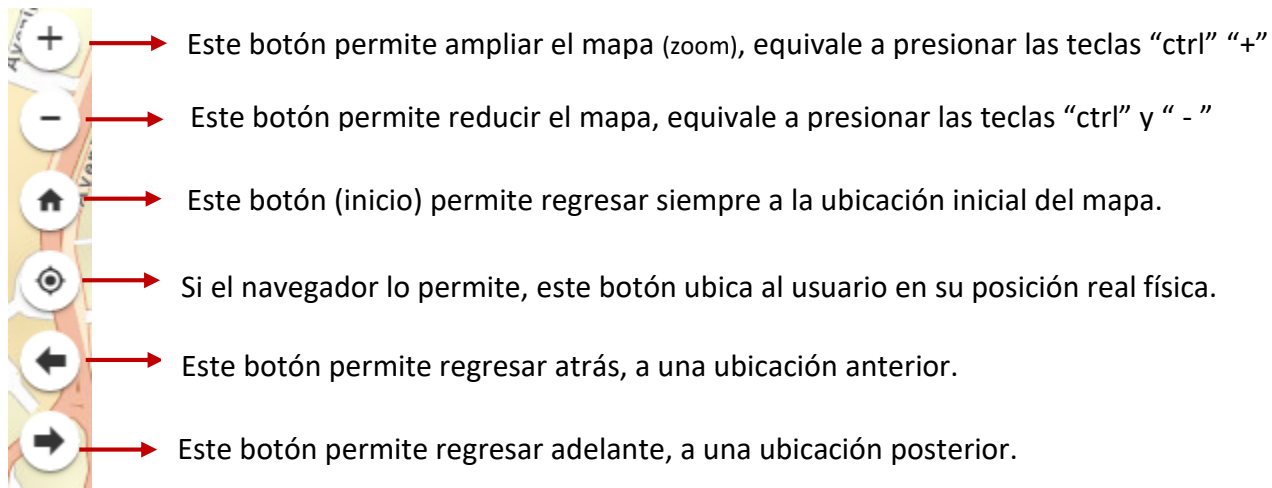 Este botón permite ampliar el mapa (zoom), equivale a presionar las teclas “ctrl” “+”
Este botón permite reducir el mapa, equivale a presionar las teclas “ctrl” y “ - ”
Este botón (inicio) permite regresar siempre a la ubicación inicial del mapa.
Si el navegador lo permite, este botón ubica al usuario en su posición real física.
Este botón permite regresar atrás, a una ubicación anterior.
Este botón permite regresar adelante, a una ubicación posterior.